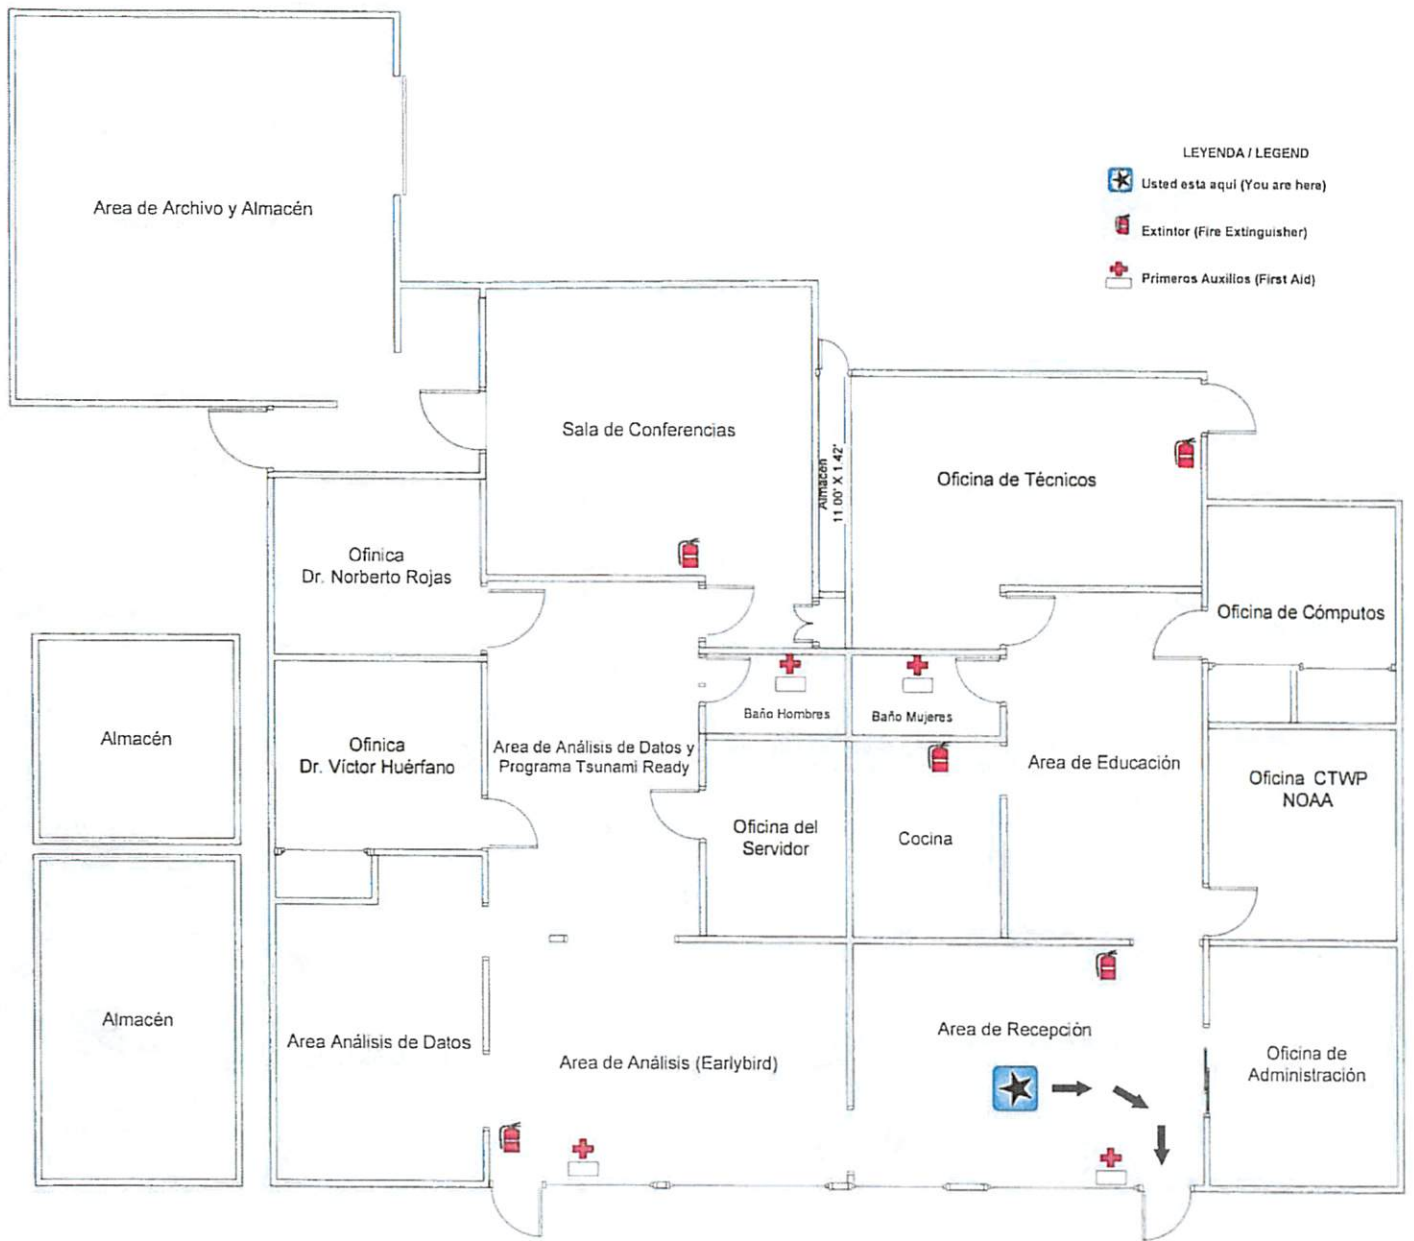 LEYENDA / LEGEND
Usted esta aqui (You are here)
Extintor (Fire Extinguisher)
Primeros Auxilios (First Aid)
Area de Archivo y Almacén
Sala de Conferencias
Almacén
11.00' X 1.42'
Oficina de Técnicos
Ofinica
Dr. Norberto Rojas
Oficina de Cómputos
Baño Hombres
Baño Mujeres
Almacén
Ofinica
Dr. Víctor Huérfano
Area de Análisis de Datos y
Programa Tsunami Ready
Area de Educación
Oficina CTWP
NOAA
Oficina del
Servidor
Cocina
Almacén
Area Análisis de Datos
Area de Análisis (Earlybird)
Area de Recepción
Oficina de
Administración